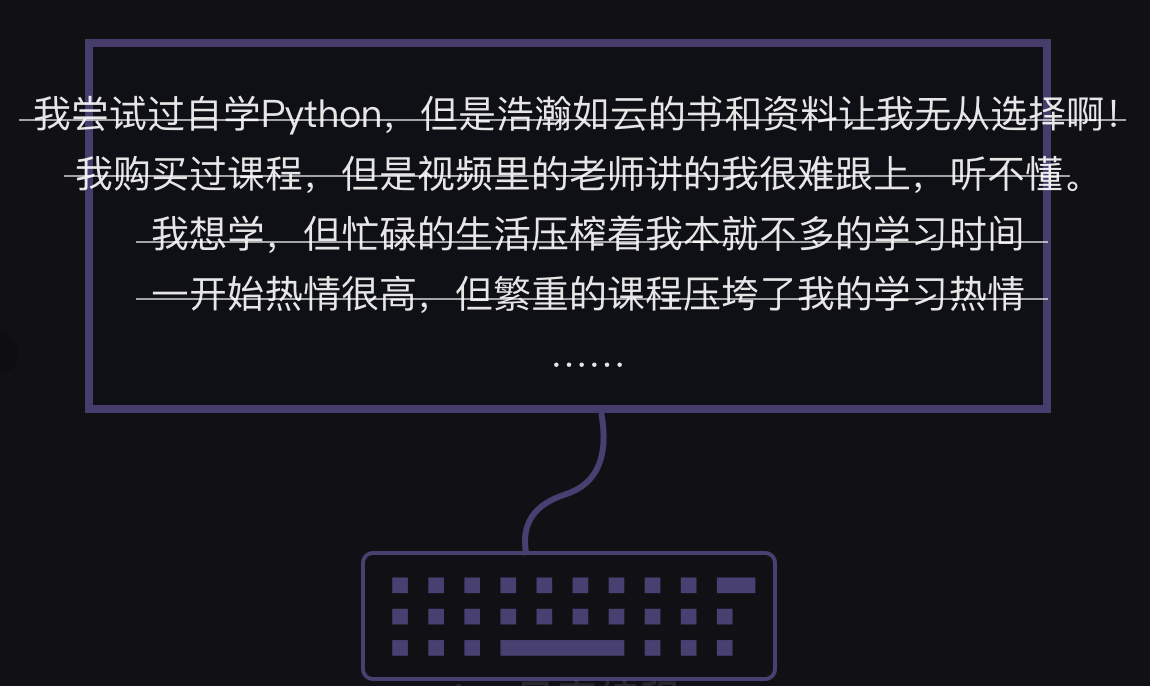 我尝试过自学Python，但是浩瀚如云的书和资料让我无从选择啊！
我购买过课程，但是视频里的老师讲的我很难跟上，听不懂。
我想学，但忙碌的生活压榨着我本就不多的学习时间
一开始热情很高，但繁重的课程压垮了我的学习热情
……